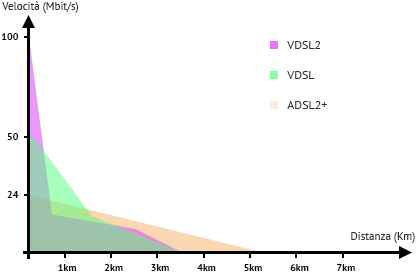 Velocità (Mbit/s)
100
VDSL2
VDSL
ADSL2+
50
24
Distanza (Km)
1km 2km 3km 4km 5km 6km 7km